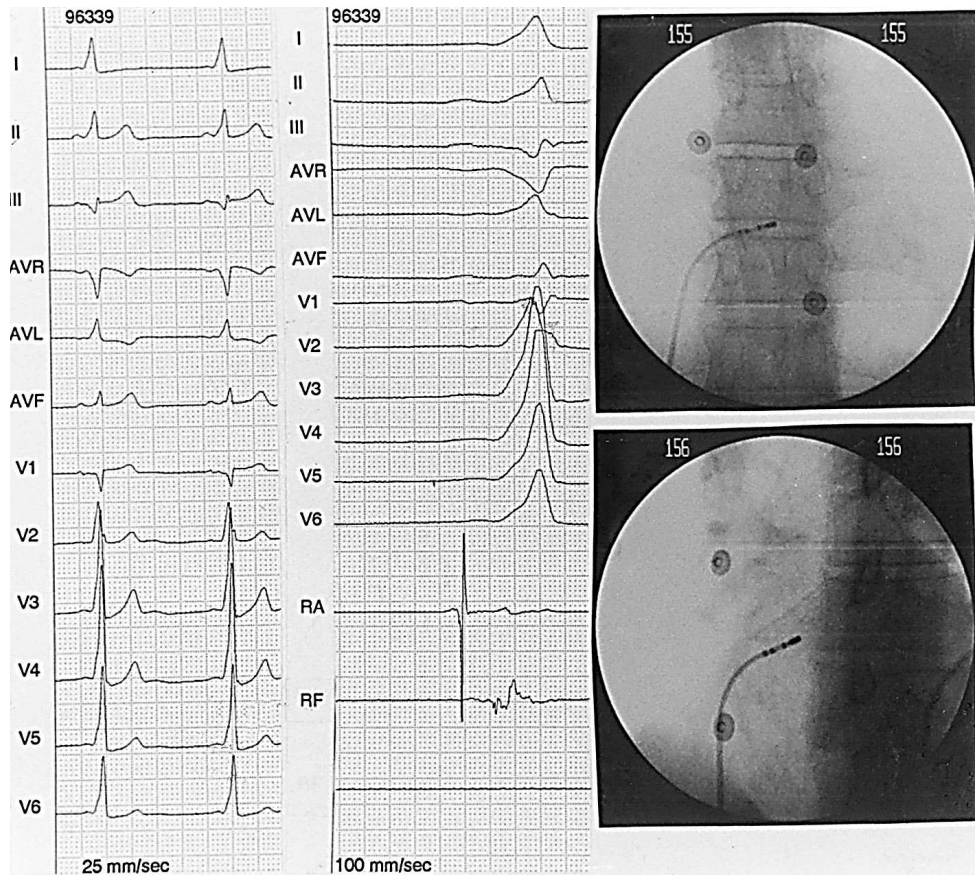 96339
I
II
III
AVR
AVL
AVF
V1
V2
V3
V4
V5
V6
25 mm/sec
96339
I
II
III
AVR
AVL
AVF
V1
V2
V3
V4
V5
V6
RA
RF
100 mm/sec
155 155
156 156